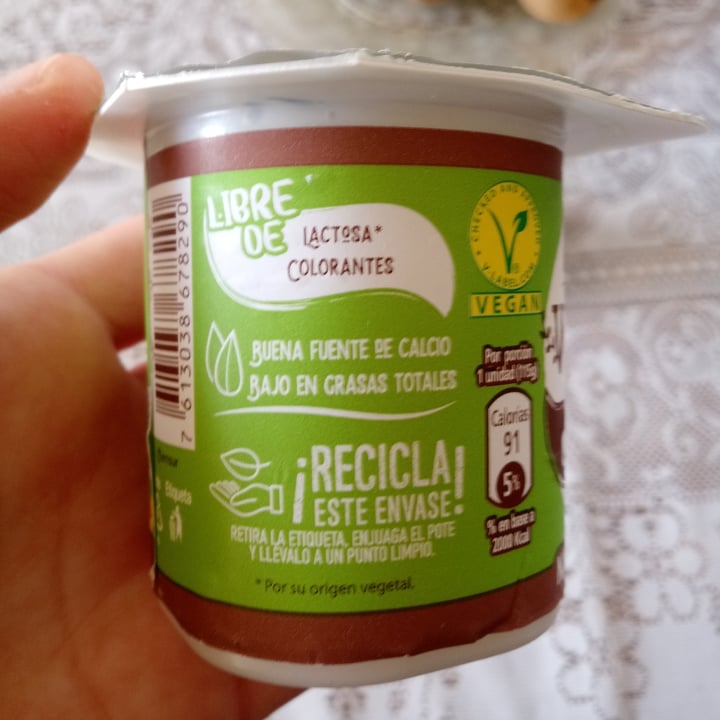 LIBRE
DE
LACTOSA*
COLORANTES
CHECKED AND
V-LABEL.COM
VEGAN
BUENA FUENTE DE CALCIO
BAJO EN GRASAS TOTALES
Por porción
1 unidad (115g)
Calorías
91
5%
% en base a
2000 Kcal
¡RECICLA
ESTE ENVASE!
RETIRA LA ETIQUETA, ENJUAGA EL POTE
Y LLÉVALO A UN PUNTO LIMPIO.
* Por su origen vegetal.
7 613038 678290
Etiqueta